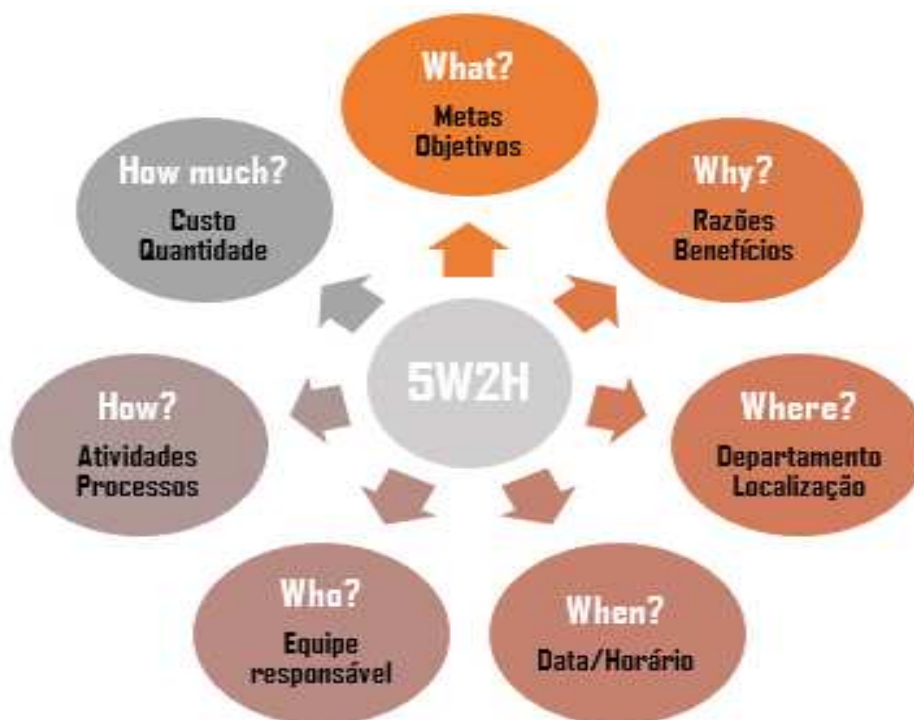 What?
Metas
Objetivos
Why?
Razões
Benefícios
Where?
Departamento
Localização
When?
Data/Horário
Who?
Equipe
responsável
How?
Atividades
Processos
How much?
Custo
Quantidade
5W2H